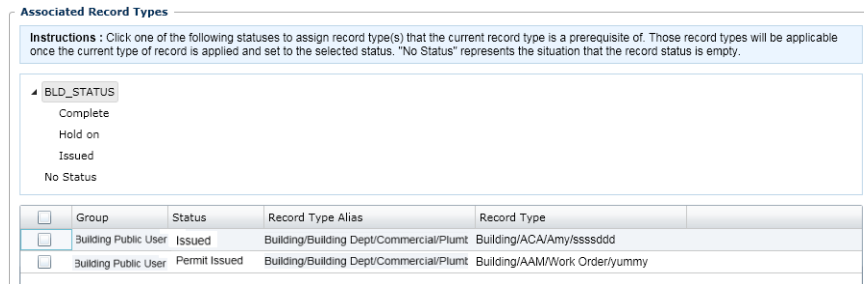 Associated Record Types
Instructions : Click one of the following statuses to assign record type(s) that the current record type is a prerequisite of. Those record types will be applicable
once the current type of record is applied and set to the selected status. "No Status" represents the situation that the record status is empty.
BLD_STATUS
Complete
Hold on
Issued
No Status
Group Status Record Type Alias Record Type
Building Public User Issued Building/Building Dept/Commercial/Plumb Building/ACA/Amy/ssssddd
Building Public User Permit Issued Building/Building Dept/Commercial/Plumb Building/AAM/Work Order/yummy